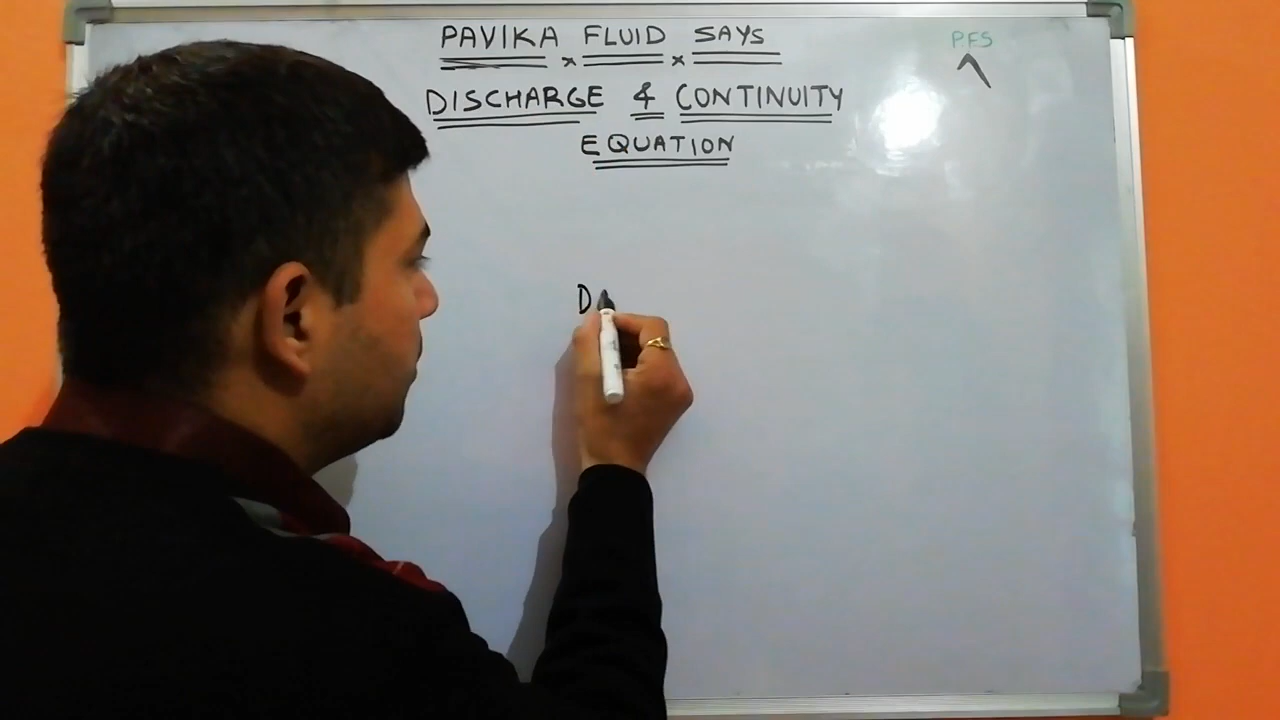 PAVIKA FLUID SAYS
PFS
DISCHARGE & CONTINUITY
EQUATION
D